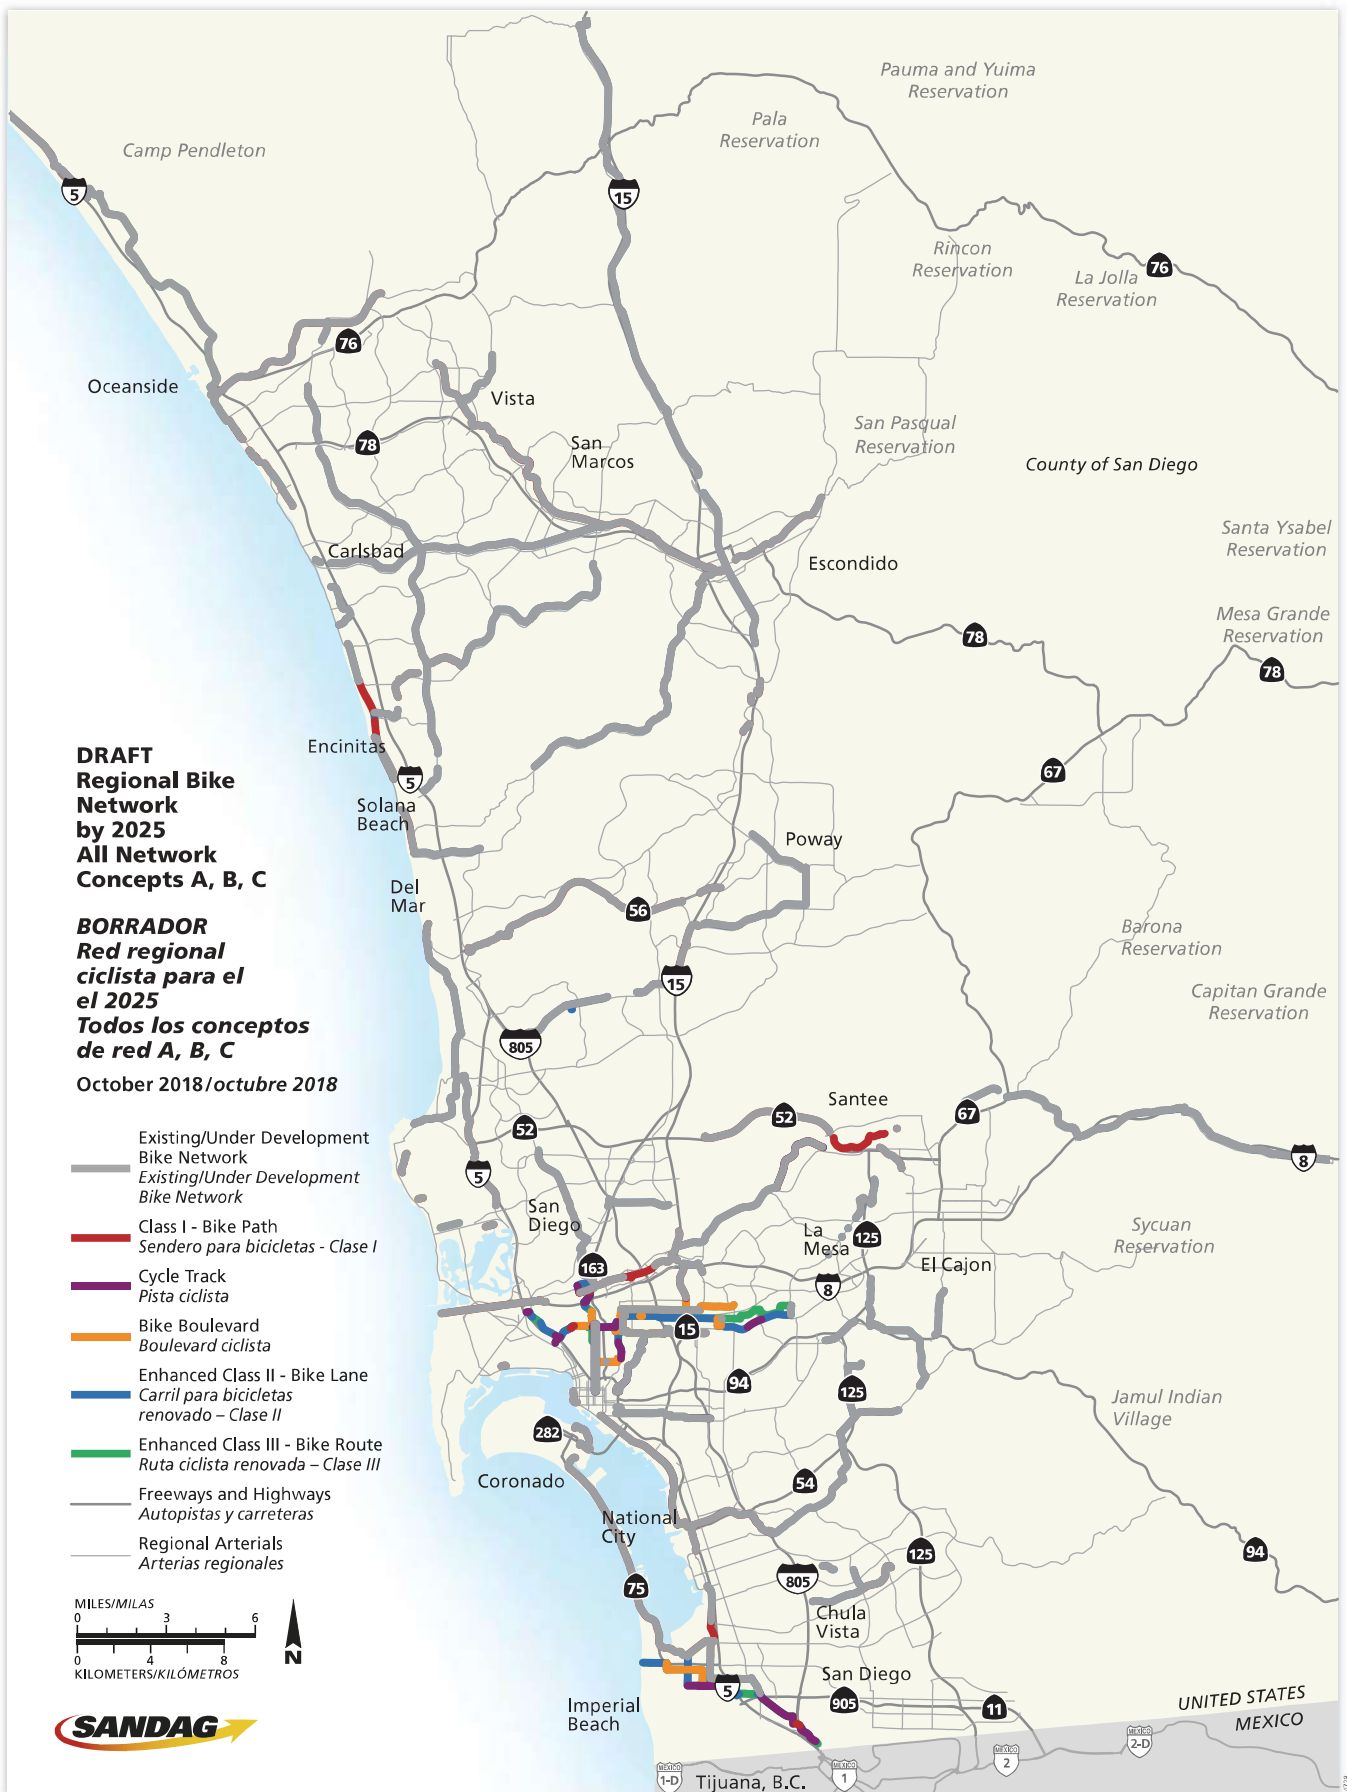 Pauma and Yuima
Reservation
Pala
Reservation
Camp Pendleton
5
15
Rincon
Reservation
76
La Jolla
Reservation
76
Oceanside
Vista
San Pasqual
Reservation
78
San
Marcos
County of San Diego
Santa Ysabel
Reservation
Carlsbad
Escondido
Mesa Grande
Reservation
78
78
Encinitas
DRAFT
Regional Bike
Network
by 2025
All Network
Concepts A, B, C
67
5
Solana
Beach
Poway
Del
Mar
56
BORRADOR
Red regional
ciclista para el
el 2025
Todos los conceptos
de red A, B, C
Barona
Reservation
15
Capitan Grande
Reservation
805
October 2018/octubre 2018
Santee
52
67
52
5
8
Existing/Under Development
Bike Network
Existing/Under Development
Bike Network
San
Diego
La
Mesa
125
Sycuan
Reservation
Class I - Bike Path
Sendero para bicicletas - Clase I
163
El Cajon
8
Cycle Track
Pista ciclista
15
Bike Boulevard
Boulevard ciclista
94
125
Enhanced Class II - Bike Lane
Carril para bicicletas
renovado – Clase II
Jamul Indian
Village
282
Enhanced Class III - Bike Route
Ruta ciclista renovada – Clase III
Coronado
54
Freeways and Highways
Autopistas y carreteras
National
City
Regional Arterials
Arterias regionales
125
94
805
75
MILES/MILAS
0 3 6
0 4 8
KILOMETERS/KILÓMETROS
N
Chula
Vista
San Diego
5
905
11
Imperial
Beach
UNITED STATES
MEXICO
SANDAG
MEXICO
1-D
Tijuana, B.C.
MEXICO
1
MEXICO
2
MEXICO
2-D